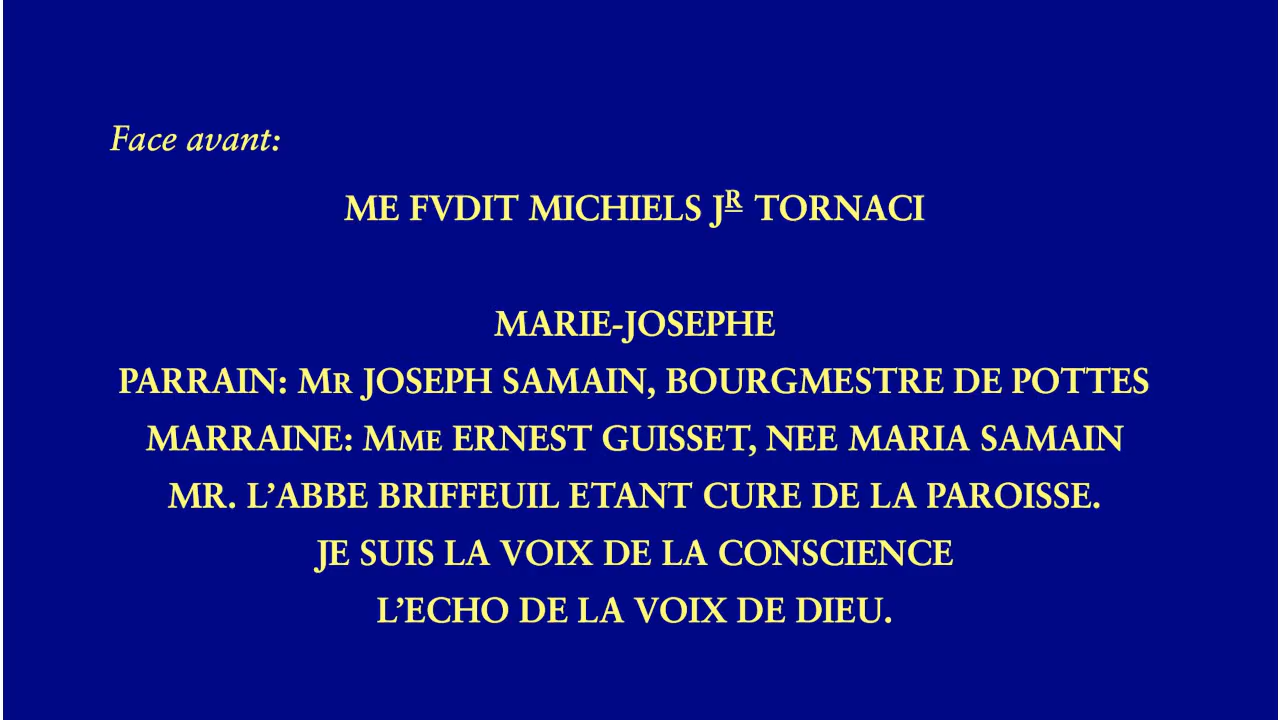 Face avant:
ME FVDIT MICHIELS JR TORNACI
MARIE-JOSEPHE
PARRAIN: MR JOSEPH SAMAIN, BOURGMESTRE DE POTTES
MARRAINE: MME ERNEST GUISSET, NEE MARIA SAMAIN
MR. L’ABBE BRIFFEUIL ETANT CURE DE LA PAROISSE.
JE SUIS LA VOIX DE LA CONSCIENCE
L’ECHO DE LA VOIX DE DIEU.